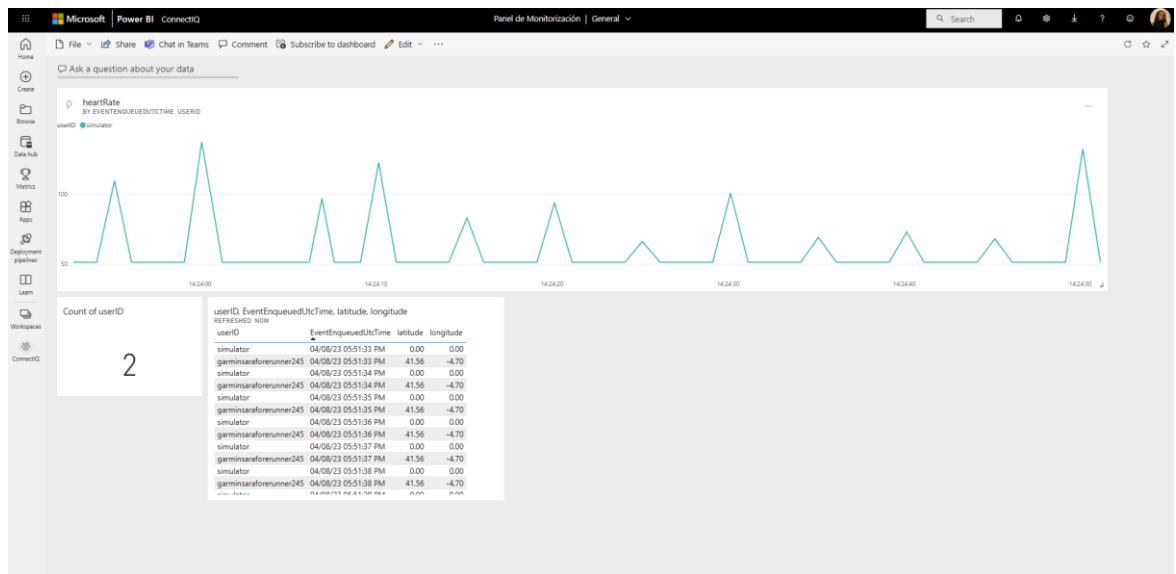 Microsoft Power BI ConnectIQ Panel de Monitorización | General Search
File Share Chat in Teams Comment Subscribe to dashboard Edit
Home
Create
Browse
Data hub
Metrics
Apps
Deployment pipelines
Learn
Workspaces
ConnectIQ
Ask a question about your data
heartRate
BY EVENTENQUEUEDUTCTIME, USERID
userID simulator
100
50
14:24:00 14:24:10 14:24:20 14:24:30 14:24:40 14:24:50
Count of userID
2
userID, EventEnqueuedUtcTime, latitude, longitude
REFRESHED: NOW
userID EventEnqueuedUtcTime latitude longitude
simulator 04/08/23 05:51:33 PM 0.00 0.00
garminsaraforerunner245 04/08/23 05:51:33 PM 41.56 -4.70
simulator 04/08/23 05:51:34 PM 0.00 0.00
garminsaraforerunner245 04/08/23 05:51:34 PM 41.56 -4.70
simulator 04/08/23 05:51:35 PM 0.00 0.00
garminsaraforerunner245 04/08/23 05:51:35 PM 41.56 -4.70
simulator 04/08/23 05:51:36 PM 0.00 0.00
garminsaraforerunner245 04/08/23 05:51:36 PM 41.56 -4.70
simulator 04/08/23 05:51:37 PM 0.00 0.00
garminsaraforerunner245 04/08/23 05:51:37 PM 41.56 -4.70
simulator 04/08/23 05:51:38 PM 0.00 0.00
garminsaraforerunner245 04/08/23 05:51:38 PM 41.56 -4.70